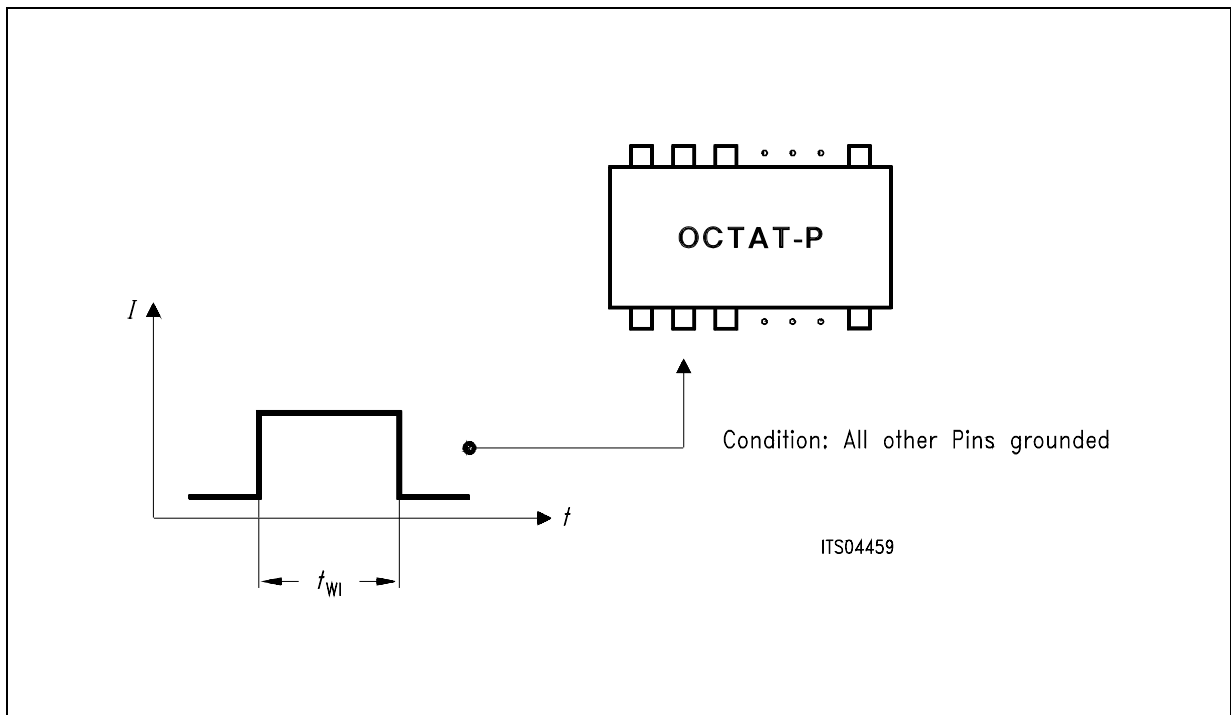 OCTAT-P
I
Condition: All other Pins grounded
t
ITS04459
tWI